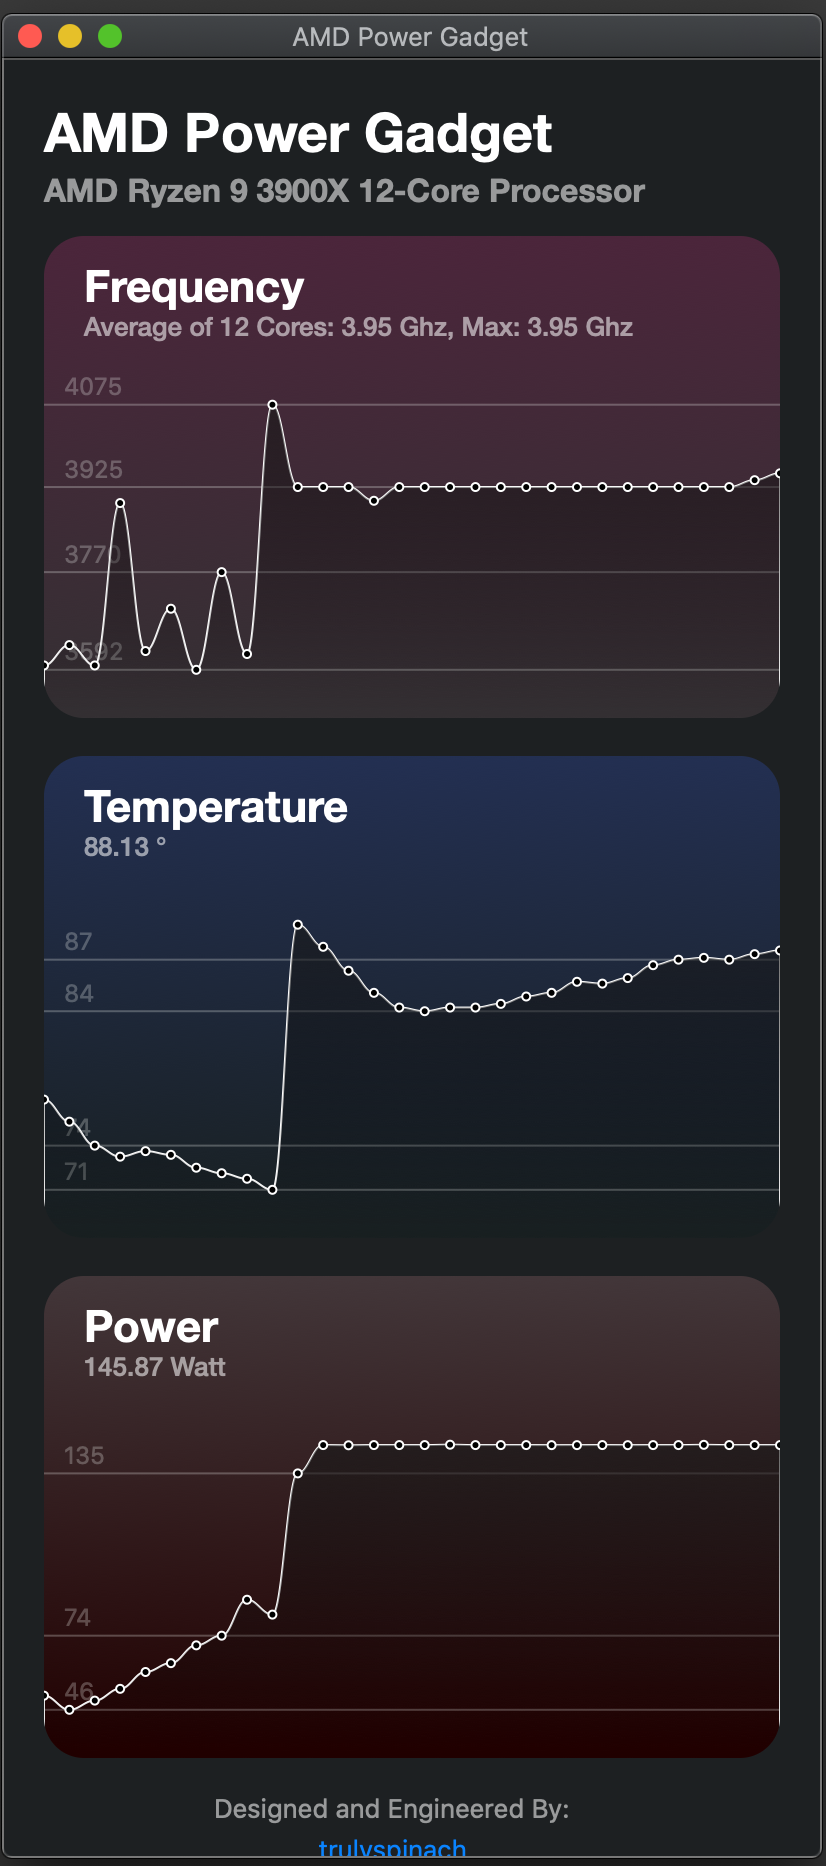 AMD Power Gadget
AMD Power Gadget
AMD Ryzen 9 3900X 12-Core Processor
Frequency
Average of 12 Cores: 3.95 Ghz, Max: 3.95 Ghz
4075
3925
3770
3592
Temperature
88.13 °
87
84
74
71
Power
145.87 Watt
135
74
46
Designed and Engineered By:
trulyspinach